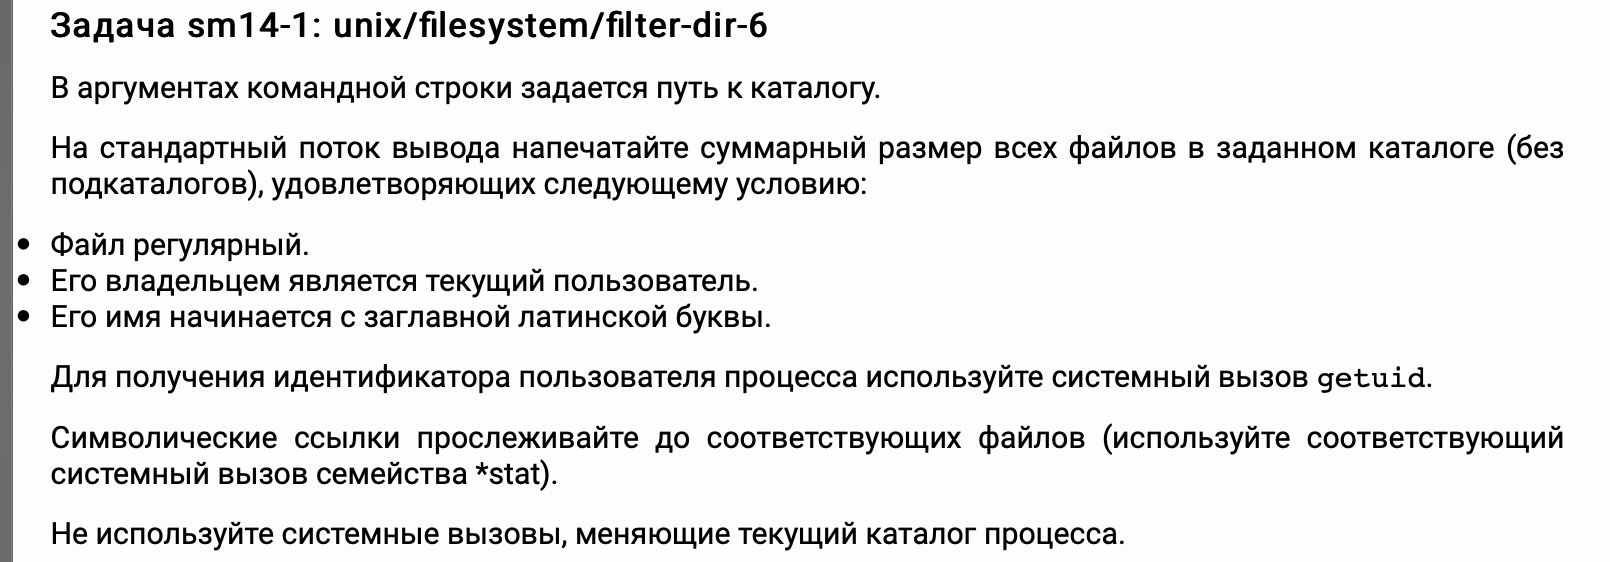 Задача sm14-1: unix/filesystem/filter-dir-6
В аргументах командной строки задается путь к каталогу.
На стандартный поток вывода напечатайте суммарный размер всех файлов в заданном каталоге (без
подкаталогов), удовлетворяющих следующему условию:
• Файл регулярный.
• Его владельцем является текущий пользователь.
• Его имя начинается с заглавной латинской буквы.
Для получения идентификатора пользователя процесса используйте системный вызов getuid.
Символические ссылки прослеживайте до соответствующих файлов (используйте соответствующий
системный вызов семейства *stat).
Не используйте системные вызовы, меняющие текущий каталог процесса.